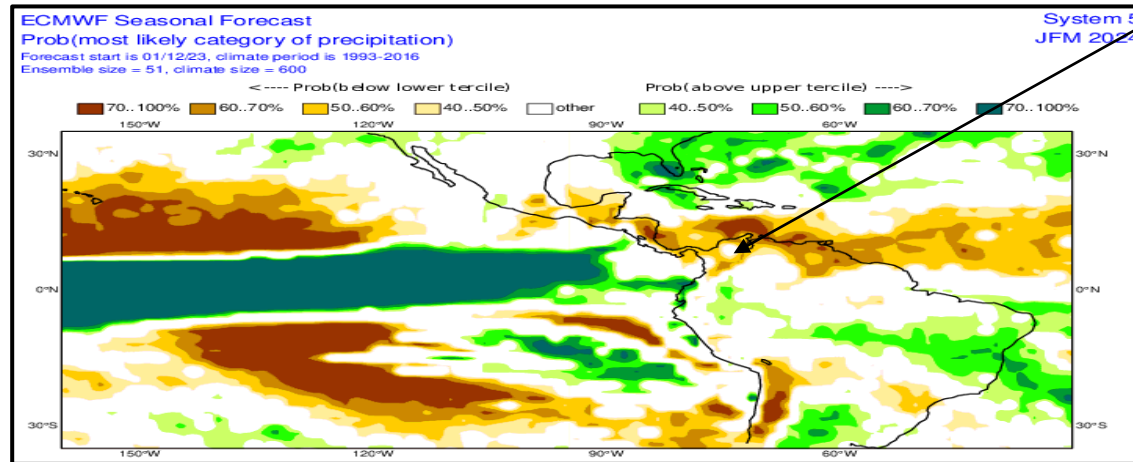 ECMWF Seasonal Forecast
System 5
Prob(most likely category of precipitation)
JFM 2024
Forecast start is 01/12/23, climate period is 1993-2016
Ensemble size = 51, climate size = 600
<---- Prob(below lower tercile)
Prob(above upper tercile) ---->
70..100% 60..70% 50..60% 40..50% other 40..50% 50..60% 60..70% 70..100%
150°W 120°W 90°W 60°W
30°N 30°N
0°N 0°N
30°S 30°S
150°W 120°W 90°W 60°W